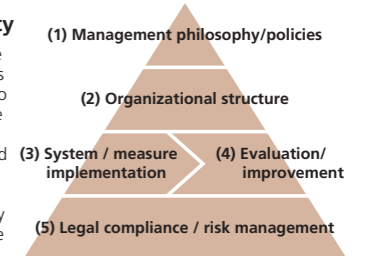 ty
(1) Management philosophy/policies
(2) Organizational structure
(3) System / measure
implementation
(4) Evaluation/
improvement
(5) Legal compliance / risk management